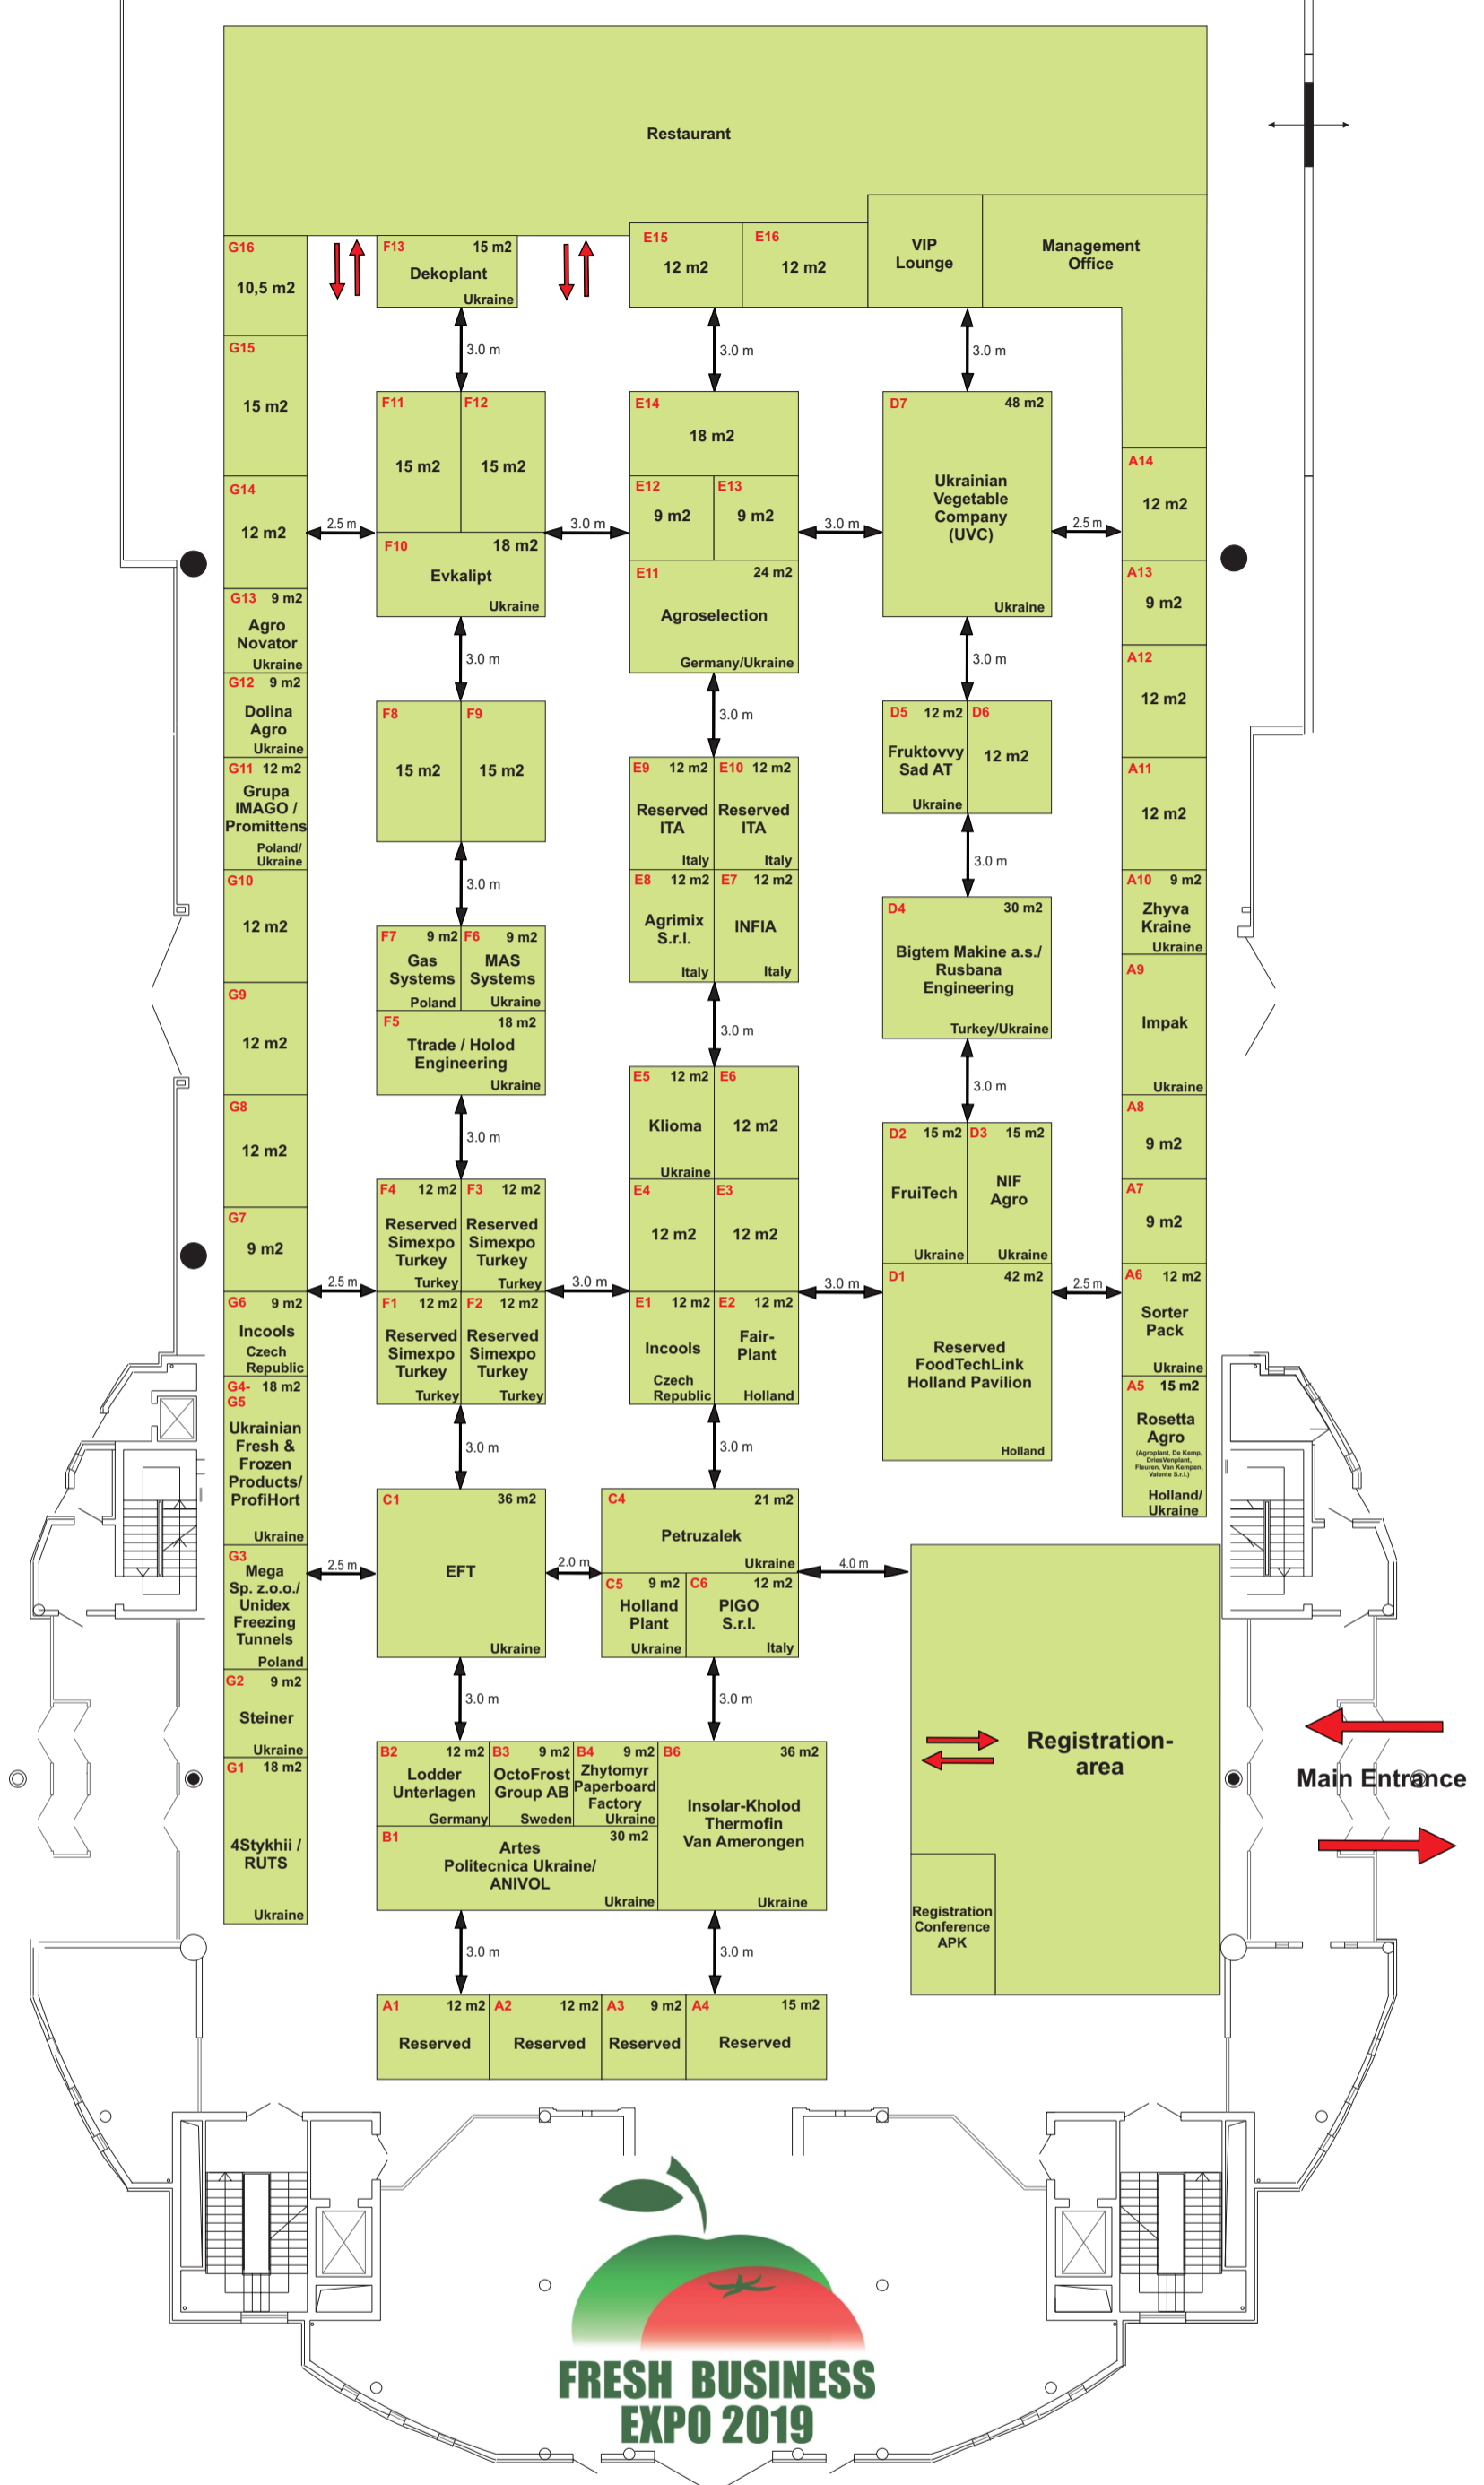 Restaurant
G16
10,5 m2
F13 15 m2
Dekoplant
Ukraine
E15
12 m2
E16
12 m2
VIP
Lounge
Management
Office
3.0 m
3.0 m
3.0 m
G15
15 m2
G14
12 m2
2.5 m
F11
15 m2
F12
15 m2
F10 18 m2
Evkalipt
Ukraine
3.0 m
E14
18 m2
E12
9 m2
E13
9 m2
E11 24 m2
Agroselection
Germany/Ukraine
3.0 m
D7 48 m2
Ukrainian
Vegetable
Company
(UVC)
Ukraine
2.5 m
A14
12 m2
A13
9 m2
A12
12 m2
A11
12 m2
G13 9 m2
Agro
Novator
Ukraine
G12 9 m2
Dolina
Agro
Ukraine
G11 12 m2
Grupa
IMAGO /
Promittens
Poland/
Ukraine
3.0 m
3.0 m
3.0 m
F8
15 m2
F9
15 m2
D5 12 m2
Fruktovvy
Sad AT
Ukraine
D6
12 m2
E9 12 m2
Reserved
ITA
Italy
E10 12 m2
Reserved
ITA
Italy
E8 12 m2
Agrimix
S.r.l.
Italy
E7 12 m2
INFIA
Italy
3.0 m
3.0 m
G10
12 m2
G9
12 m2
G8
12 m2
G7
9 m2
F7 9 m2
Gas
Systems
Poland
F6 9 m2
MAS
Systems
Ukraine
F5 18 m2
Ttrade / Holod
Engineering
Ukraine
D4 30 m2
Bigtem Makine a.s./
Rusbana
Engineering
Turkey/Ukraine
A10 9 m2
Zhyva
Kraine
Ukraine
A9
Impak
Ukraine
A8
9 m2
A7
9 m2
3.0 m
3.0 m
3.0 m
E5 12 m2
Klioma
Ukraine
E6
12 m2
E4
12 m2
E3
12 m2
D2 15 m2
FruiTech
Ukraine
D3 15 m2
NIF
Agro
Ukraine
F4 12 m2
Reserved
Simexpo
Turkey
Turkey
F3 12 m2
Reserved
Simexpo
Turkey
Turkey
2.5 m
3.0 m
3.0 m
2.5 m
G6 9 m2
Incools
Czech
Republic
F1 12 m2
Reserved
Simexpo
Turkey
Turkey
F2 12 m2
Reserved
Simexpo
Turkey
Turkey
E1 12 m2
Incools
Czech
Republic
E2 12 m2
Fair-
Plant
Holland
D1 42 m2
Reserved
FoodTechLink
Holland Pavilion
Holland
A6 12 m2
Sorter
Pack
Ukraine
A5 15 m2
Rosetta
Agro
(Agroplant, De Kemp,
DriesVenplant,
Fleuren, Van Kempen,
Valente S.r.l.)
Holland/
Ukraine
G4-
G5
18 m2
Ukrainian
Fresh &
Frozen
Products/
ProfiHort
Ukraine
3.0 m
3.0 m
C1 36 m2
EFT
Ukraine
C4 21 m2
Petruzalek
Ukraine
C5 9 m2
Holland
Plant
Ukraine
C6 12 m2
PIGO
S.r.l.
Italy
2.5 m
2.0 m
4.0 m
G3
Mega
Sp. z.o.o./
Unidex
Freezing
Tunnels
Poland
G2 9 m2
Steiner
Ukraine
G1 18 m2
4Stykhii /
RUTS
Ukraine
3.0 m
3.0 m
B2 12 m2
Lodder
Unterlagen
Germany
B3 9 m2
OctoFrost
Group AB
Sweden
B4 9 m2
Zhytomyr
Paperboard
Factory
Ukraine
B6 36 m2
Insolar-Kholod
Thermofin
Van Amerongen
Ukraine
B1 30 m2
Artes
Politecnica Ukraine/
ANIVOL
Ukraine
Registration-
area
Main Entrance
Registration
Conference
APK
3.0 m
3.0 m
A1 12 m2
Reserved
A2 12 m2
Reserved
A3 9 m2
Reserved
A4 15 m2
Reserved
FRESH BUSINESS
EXPO 2019